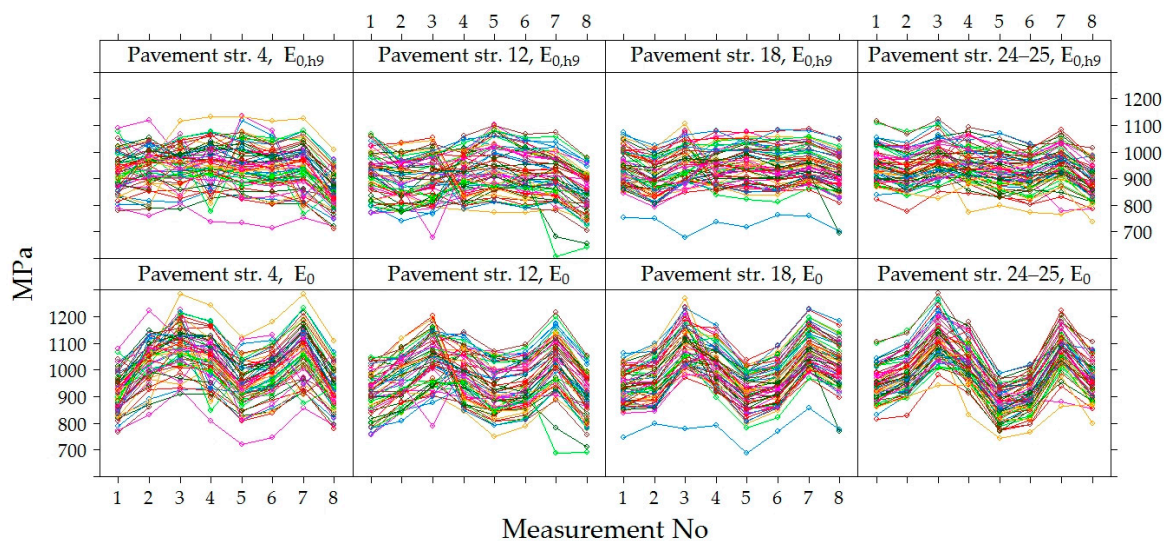 1 2 3 4 5 6 7 8 1 2 3 4 5 6 7 8
Pavement str. 4, E0,h9 Pavement str. 12, E0,h9 Pavement str. 18, E0,h9 Pavement str. 24–25, E0,h9
1200
1100
1000
900
800
700
MPa
Pavement str. 4, E0 Pavement str. 12, E0 Pavement str. 18, E0 Pavement str. 24–25, E0
1200
1100
1000
900
800
700
1 2 3 4 5 6 7 8 1 2 3 4 5 6 7 8
Measurement No